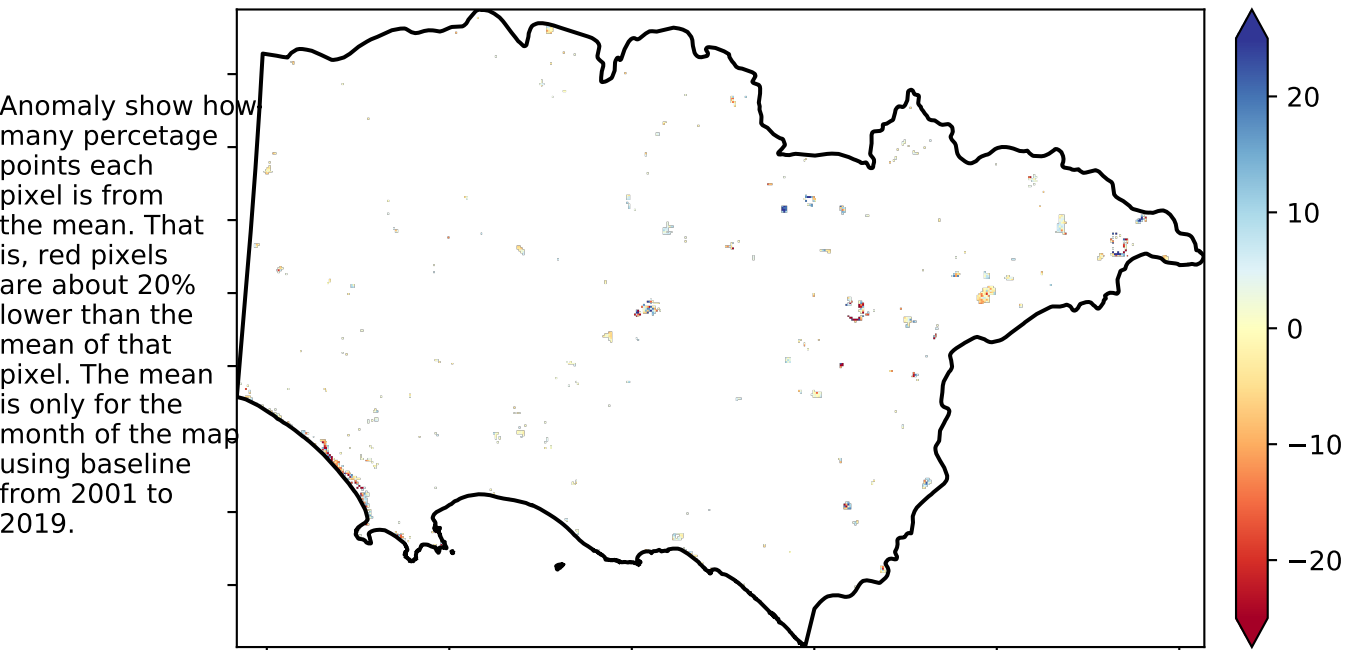 Anomaly show how
many percetage
points each
pixel is from
the mean. That
is, red pixels
are about 20%
lower than the
mean of that
pixel. The mean
is only for the
month of the map
using baseline
from 2001 to
2019.
20
10
0
−10
−20